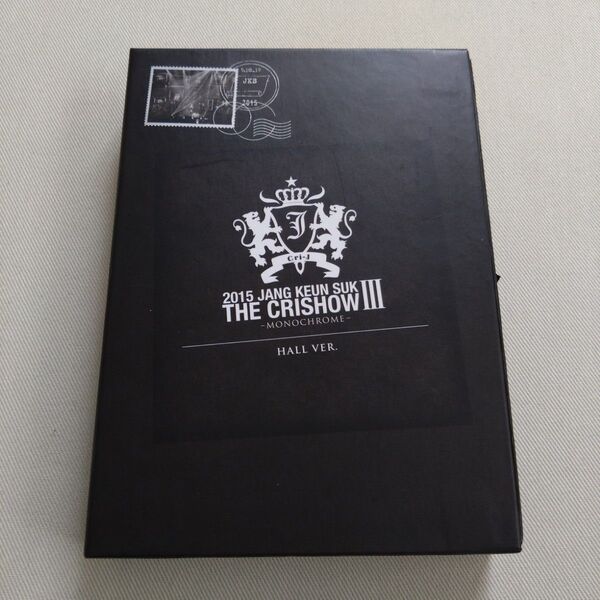 JKS
2015
J
Cri-J
2015 JANG KEUN SUK
THE CRISHOW III
-MONOCHROME-
HALL VER.